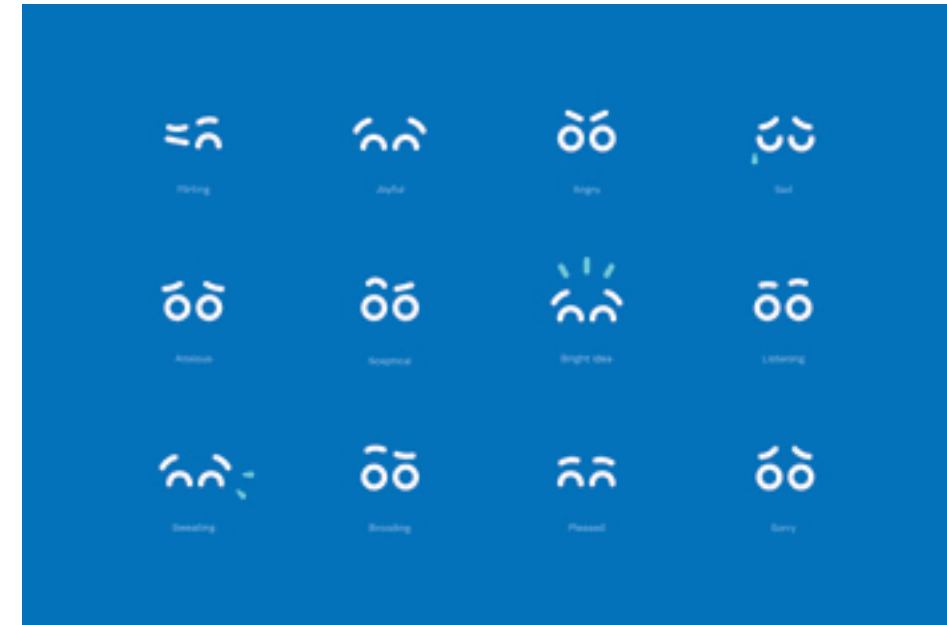 Flirting
Joyful
Angry
Sad
Anxious
Sceptical
Bright idea
Listening
Sweating
Brooding
Pleased
Sorry